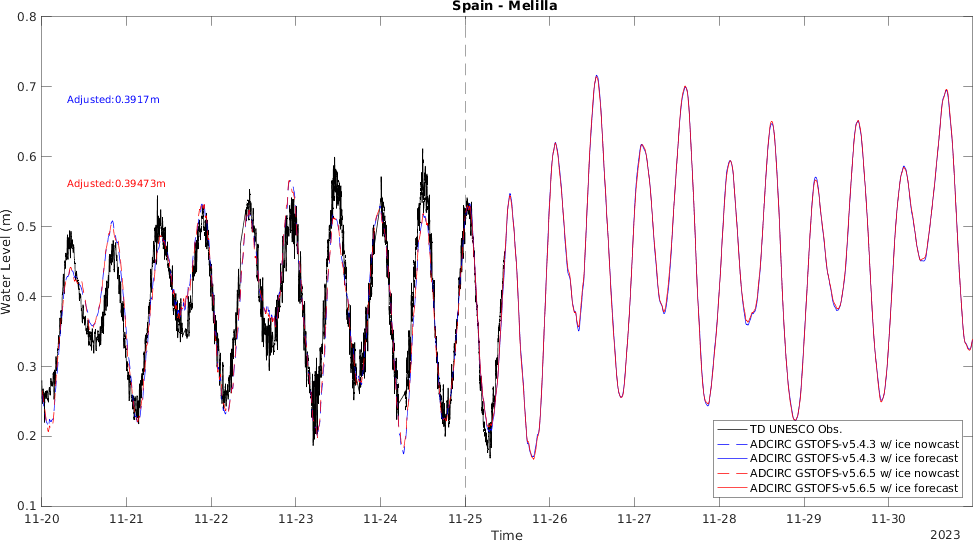 Spain - Melilla
0.8
0.7
0.6
0.5
0.4
0.3
0.2
0.1
Water Level (m)
Adjusted:0.3917m
Adjusted:0.39473m
TD UNESCO Obs.
ADCIRC GSTOFS-v5.4.3 w/ ice nowcast
ADCIRC GSTOFS-v5.4.3 w/ ice forecast
ADCIRC GSTOFS-v5.6.5 w/ ice nowcast
ADCIRC GSTOFS-v5.6.5 w/ ice forecast
11-20 11-21 11-22 11-23 11-24 11-25 11-26 11-27 11-28 11-29 11-30
Time
2023